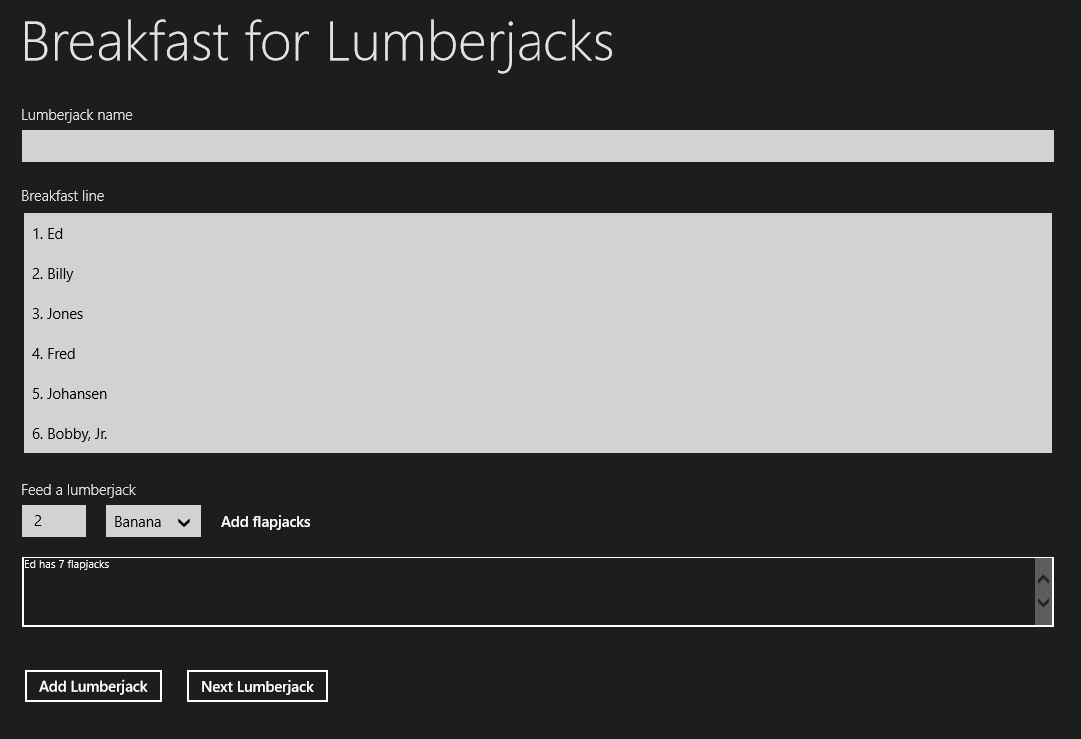 Breakfast for Lumberjacks
Lumberjack name
Breakfast line
1. Ed
2. Billy
3. Jones
4. Fred
5. Johansen
6. Bobby, Jr.
Feed a lumberjack
2 Banana Add flapjacks
Ed has 7 flapjacks
Add Lumberjack Next Lumberjack